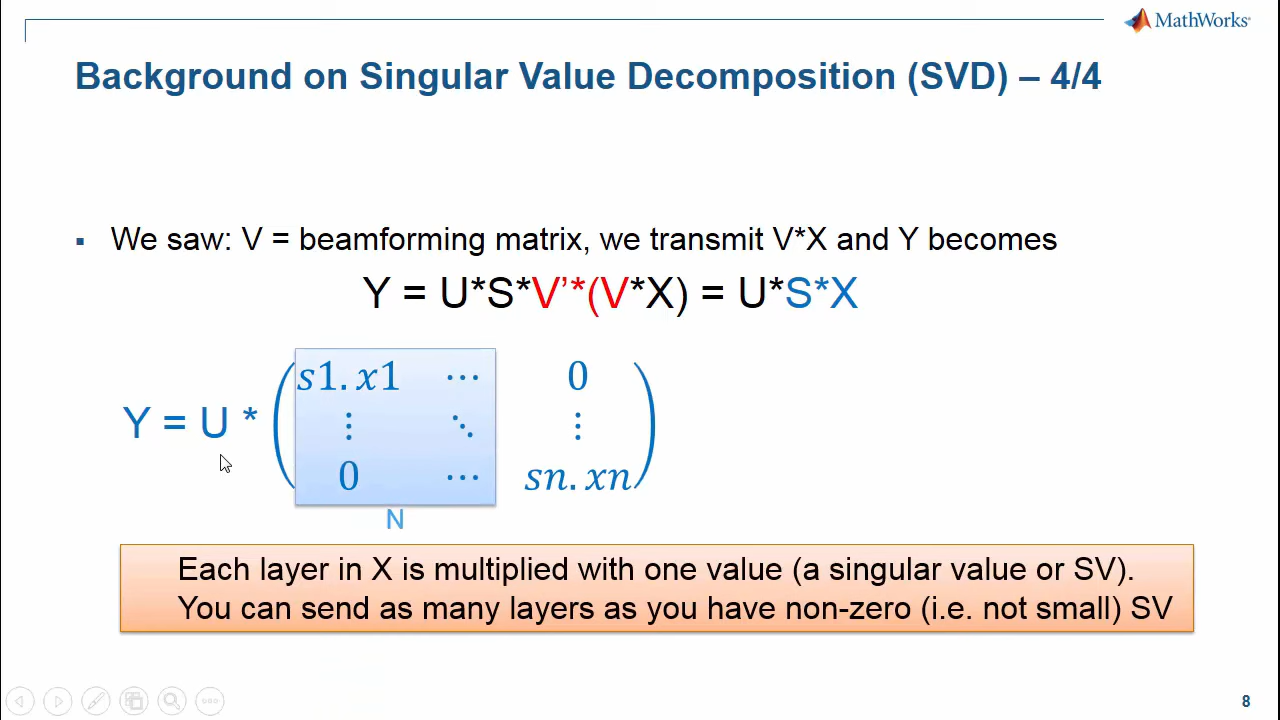 MathWorks®
Background on Singular Value Decomposition (SVD) – 4/4
▪ We saw: V = beamforming matrix, we transmit V*X and Y becomes
Y = U*S*V’*(V*X) = U*S*X
s1.x1 ⋯ 0
Y = U * ⋮ ⋱ ⋮
0 ⋯ sn.xn
N
Each layer in X is multiplied with one value (a singular value or SV).
You can send as many layers as you have non-zero (i.e. not small) SV
8